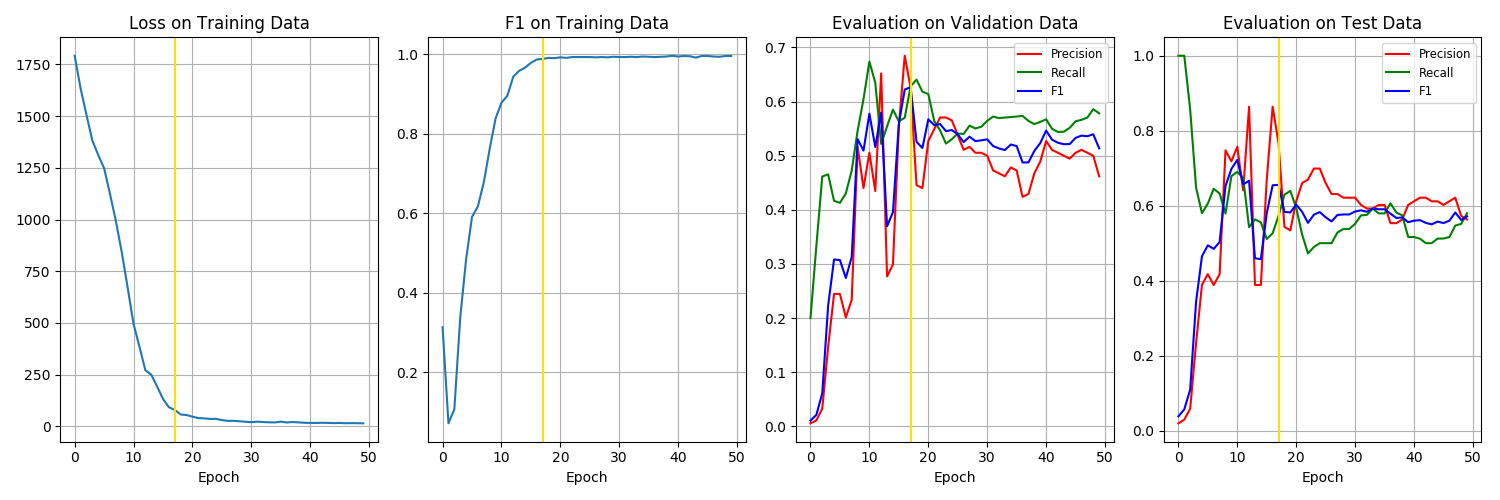 Loss on Training Data
1750
1500
1250
1000
750
500
250
0
0 10 20 30 40 50
Epoch
F1 on Training Data
1.0
0.8
0.6
0.4
0.2
0 10 20 30 40 50
Epoch
Evaluation on Validation Data
Precision
Recall
F1
0.7
0.6
0.5
0.4
0.3
0.2
0.1
0.0
0 10 20 30 40 50
Epoch
Evaluation on Test Data
Precision
Recall
F1
1.0
0.8
0.6
0.4
0.2
0.0
0 10 20 30 40 50
Epoch